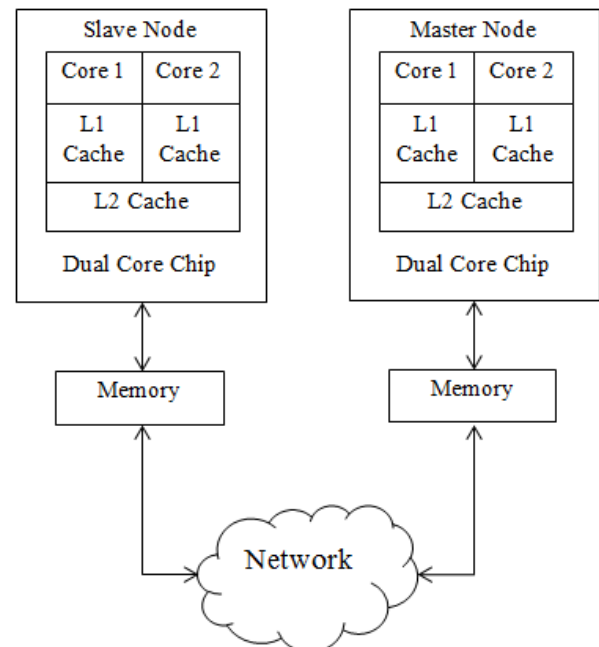 Slave Node
Core 1 Core 2
L1 L1
Cache Cache
L2 Cache
Dual Core Chip
Memory
Master Node
Core 1 Core 2
L1 L1
Cache Cache
L2 Cache
Dual Core Chip
Memory
Network